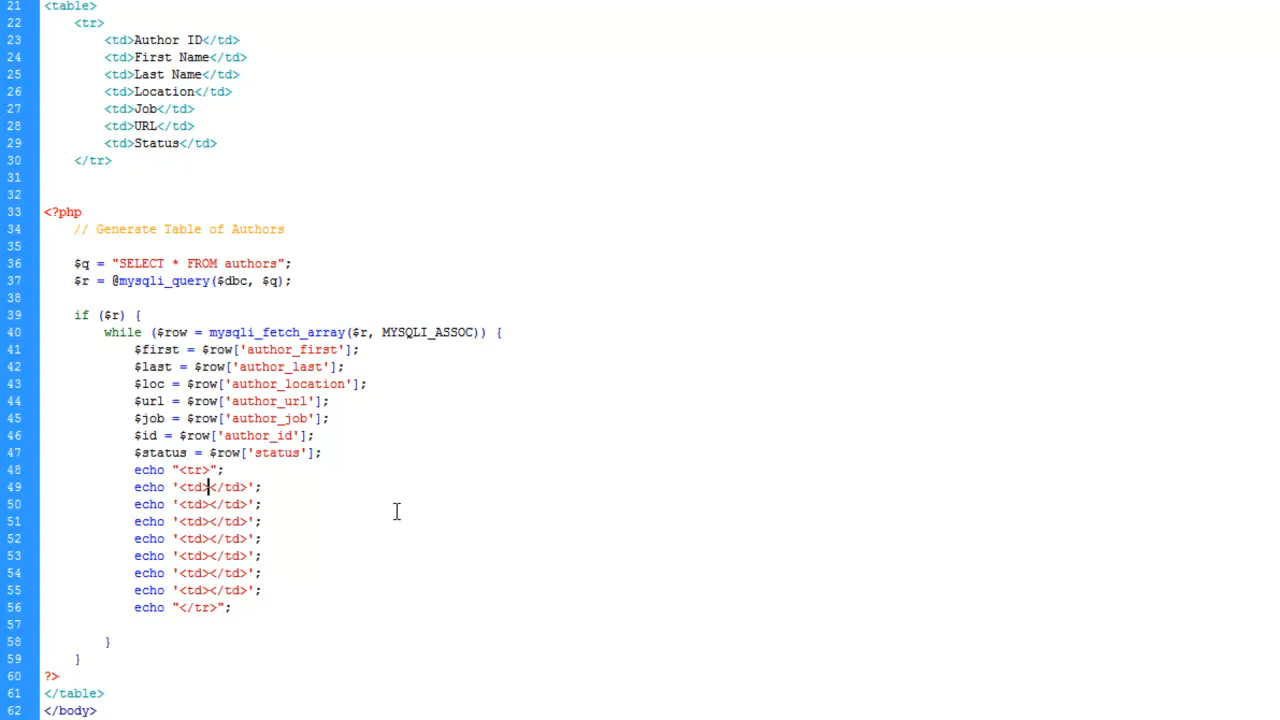 21 <table>
22     <tr>
23         <td>Author ID</td>
24         <td>First Name</td>
25         <td>Last Name</td>
26         <td>Location</td>
27         <td>Job</td>
28         <td>URL</td>
29         <td>Status</td>
30     </tr>
31
32
33 <?php
34     // Generate Table of Authors
35
36     $q = "SELECT * FROM authors";
37     $r = @mysqli_query($dbc, $q);
38
39     if ($r) {
40         while ($row = mysqli_fetch_array($r, MYSQLI_ASSOC)) {
41             $first = $row['author_first'];
42             $last = $row['author_last'];
43             $loc = $row['author_location'];
44             $url = $row['author_url'];
45             $job = $row['author_job'];
46             $id = $row['author_id'];
47             $status = $row['status'];
48             echo "<tr>";
49             echo '<td></td>';
50             echo '<td></td>';
51             echo '<td></td>';
52             echo '<td></td>';
53             echo '<td></td>';
54             echo '<td></td>';
55             echo '<td></td>';
56             echo "</tr>";
57
58         }
59     }
60 ?>
61 </table>
62 </body>